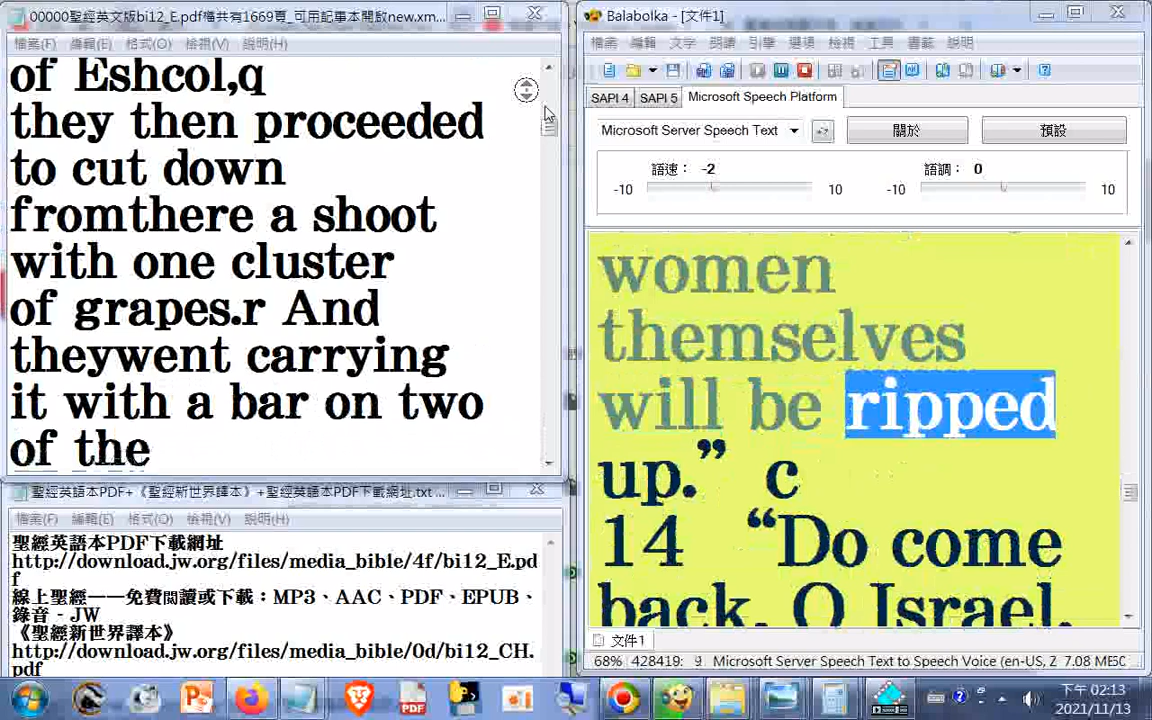 00000聖經英文版bi12_E.pdf檔共有1669頁_可用記事本開啟new.xm...
檔案(F) 編輯(E) 格式(O) 檢視(V) 說明(H)
of Eshcol,q
they then proceeded
to cut down
fromthere a shoot
with one cluster
of grapes.r And
theywent carrying
it with a bar on two
of the
聖經英語本PDF+《聖經新世界譯本》+聖經英語本PDF下載網址.txt ...
檔案(F) 編輯(E) 格式(O) 檢視(V) 說明(H)
聖經英語本PDF下載網址
http://download.jw.org/files/media_bible/4f/bi12_E.pd
f
線上聖經——免費閱讀或下載：MP3、AAC、PDF、EPUB、
錄音 - JW
《聖經新世界譯本》
http://download.jw.org/files/media_bible/0d/bi12_CH.
pdf
Balabolka - [文件1]
檔案 編輯 文字 朗讀 引擎 選項 檢視 工具 書籤 說明
SAPI 4 SAPI 5 Microsoft Speech Platform
Microsoft Server Speech Text 關於 預設
語速： -2 語調： 0
-10 10 -10 10
women
themselves
will be ripped
up.” c
14 “Do come
back, O Israel,
文件1
68% 428419: 9 Microsoft Server Speech Text to Speech Voice (en-US, Z 7.08 ME
下午 02:13
2021/11/13